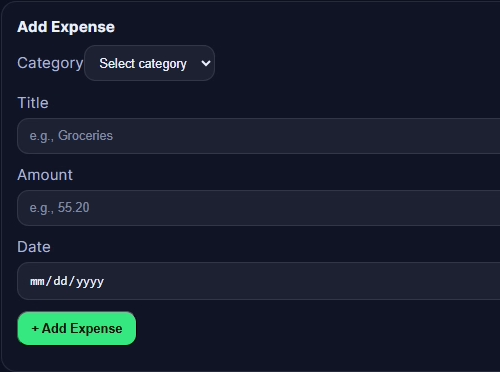 Add Expense
Category Select category
Title
e.g., Groceries
Amount
e.g., 55.20
Date
mm/dd/yyyy
+ Add Expense